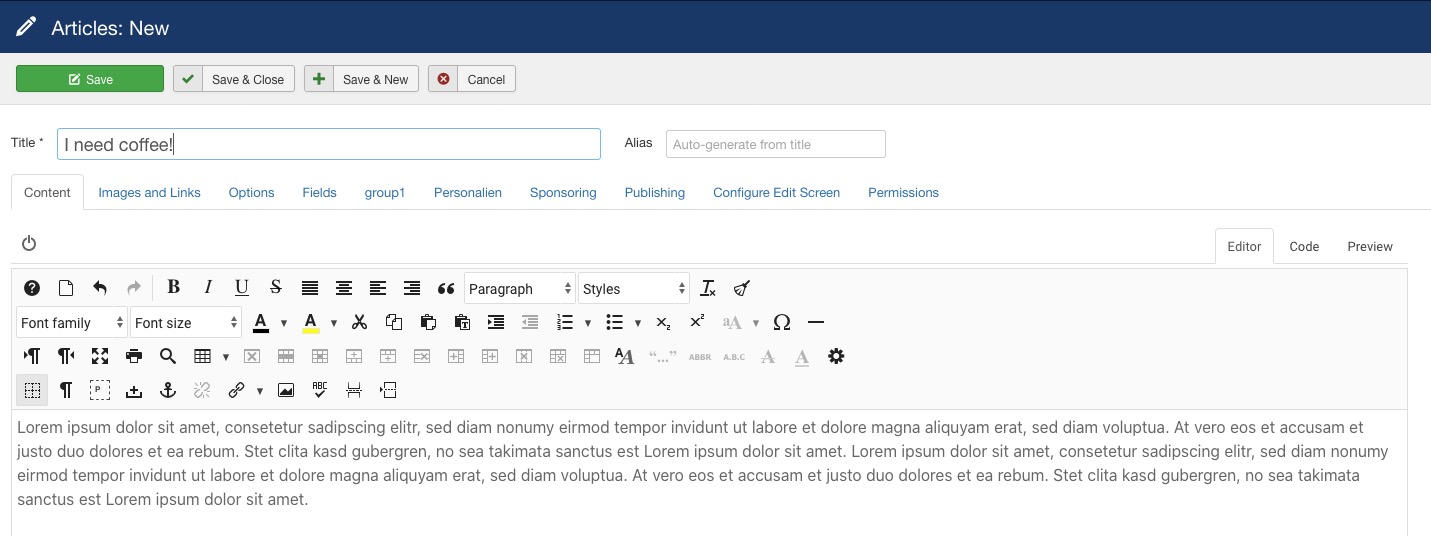 Articles: New
Save
Save & Close
Save & New
Cancel
Title *
I need coffee!
Alias
Auto-generate from title
Content
Images and Links
Options
Fields
group1
Personalien
Sponsoring
Publishing
Configure Edit Screen
Permissions
Editor
Code
Preview
B I U S Paragraph Styles
Font family Font size A A x₂ x² aA Ω
AA “...” ABBR A.B.C A A
P ABC
Lorem ipsum dolor sit amet, consetetur sadipscing elitr, sed diam nonumy eirmod tempor invidunt ut labore et dolore magna aliquyam erat, sed diam voluptua. At vero eos et accusam et
justo duo dolores et ea rebum. Stet clita kasd gubergren, no sea takimata sanctus est Lorem ipsum dolor sit amet. Lorem ipsum dolor sit amet, consetetur sadipscing elitr, sed diam nonumy
eirmod tempor invidunt ut labore et dolore magna aliquyam erat, sed diam voluptua. At vero eos et accusam et justo duo dolores et ea rebum. Stet clita kasd gubergren, no sea takimata
sanctus est Lorem ipsum dolor sit amet.